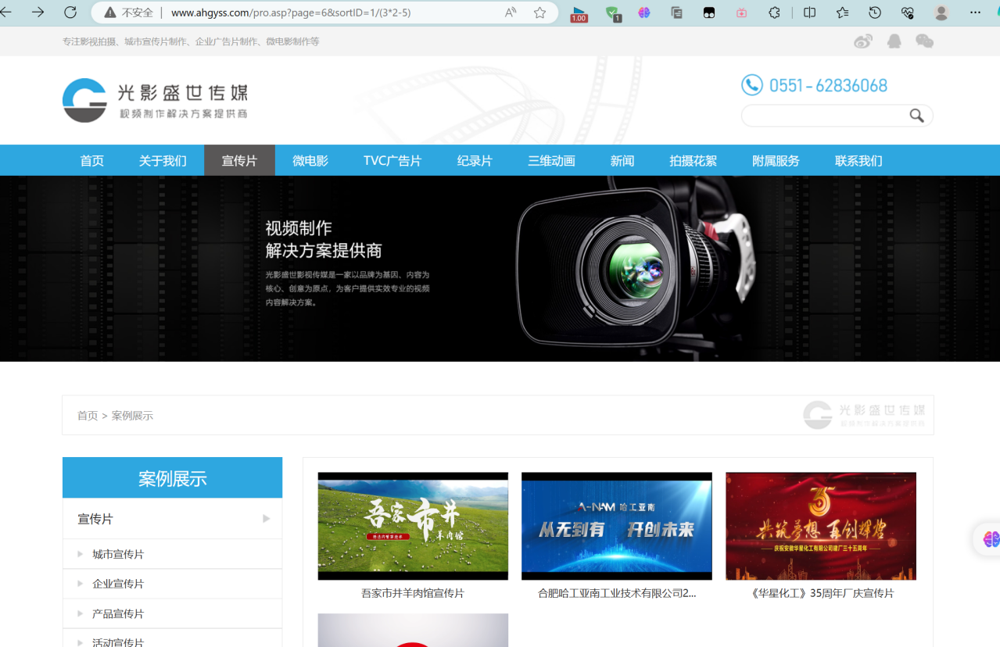 不安全
www.ahgyss.com/pro.asp?page=6&sortID=1/(3*2-5)
1.00
1
专注影视拍摄、城市宣传片制作、企业广告片制作、微电影制作等
光影盛世传媒
视频制作解决方案提供商
0551-62836068
首页 关于我们 宣传片 微电影 TVC广告片 纪录片 三维动画 新闻 拍摄花絮 附属服务 联系我们
视频制作
解决方案提供商
光影盛世影视传媒是一家以品牌为基因、内容为
核心、创意为原点，为客户提供实效专业的视频
内容解决方案。
首页 > 案例展示
光影盛世传媒
视频制作解决方案提供商
案例展示
宣传片
城市宣传片
企业宣传片
产品宣传片
活动宣传片
吾家市井
羊肉馆
吾家市井羊肉馆宣传片
A-NAM 哈工亚南
从无到有 开创未来
合肥哈工亚南工业技术有限公司2...
35
共筑夢想 再创辉煌
庆祝安徽华星化工有限公司建厂三十五周年
《华星化工》35周年厂庆宣传片